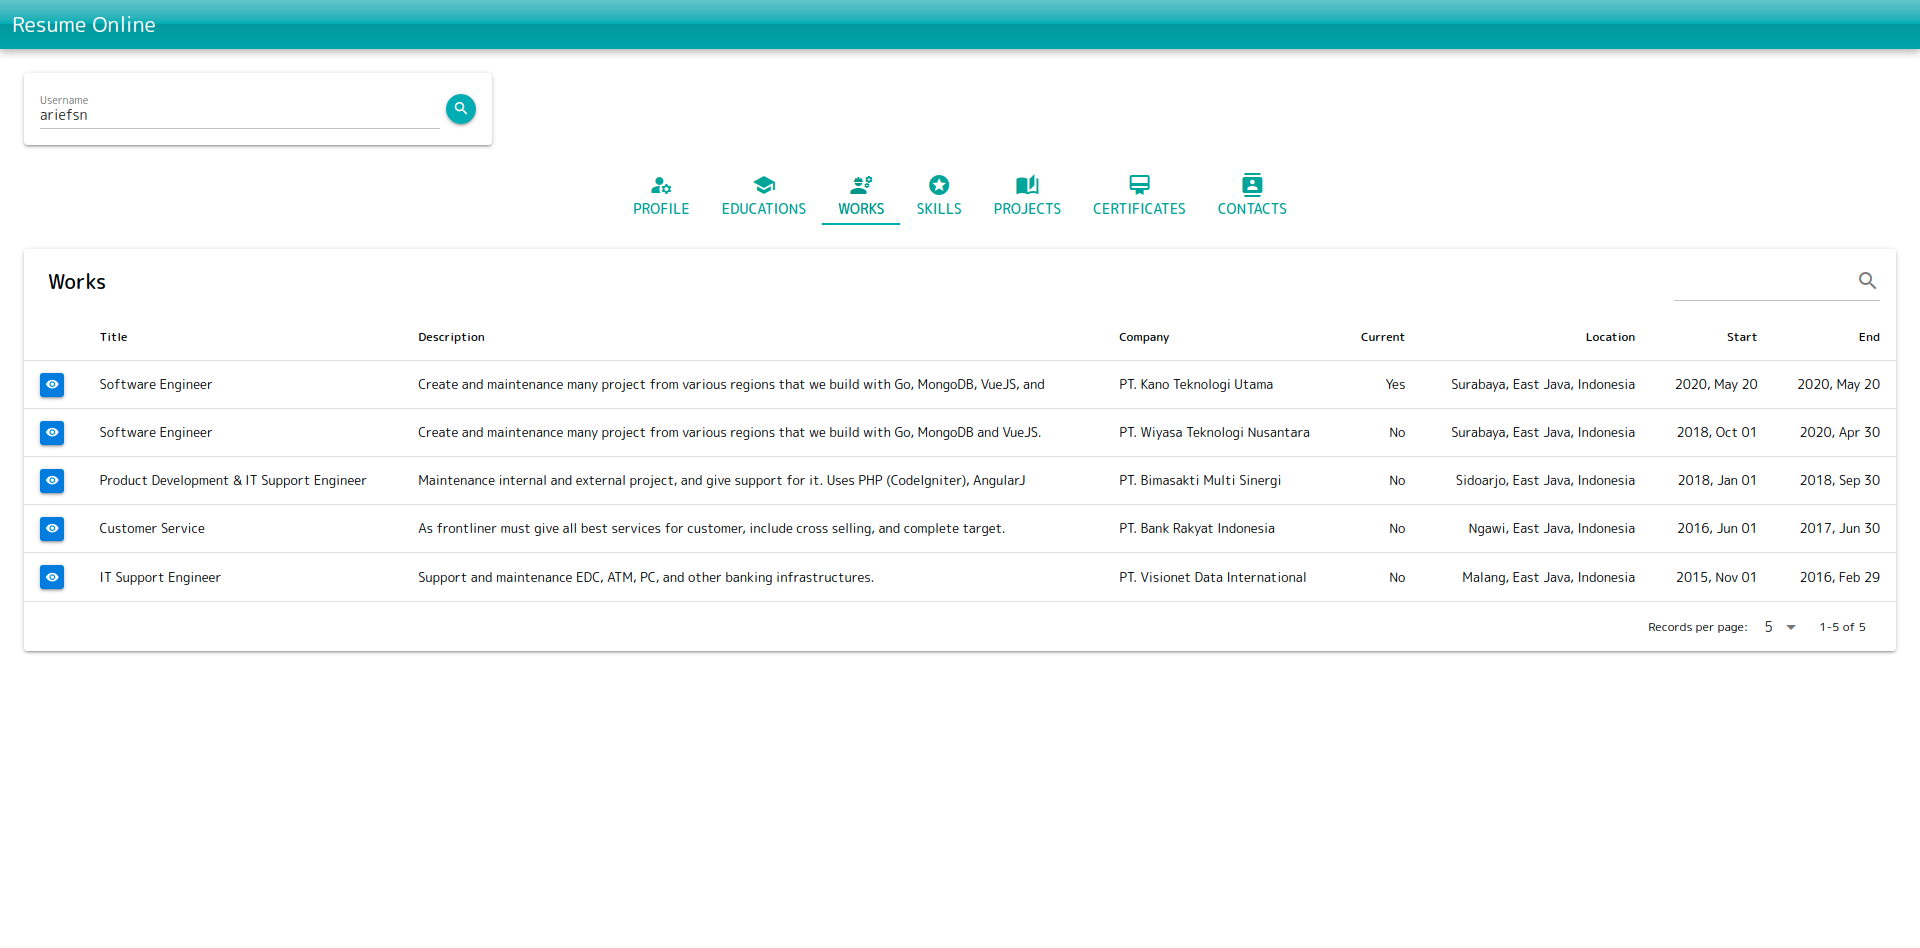 Resume Online
Username
ariefsn
PROFILE EDUCATIONS WORKS SKILLS PROJECTS CERTIFICATES CONTACTS
Works
Title Description Company Current Location Start End
Software Engineer Create and maintenance many project from various regions that we build with Go, MongoDB, VueJS, and PT. Kano Teknologi Utama Yes Surabaya, East Java, Indonesia 2020, May 20 2020, May 20
Software Engineer Create and maintenance many project from various regions that we build with Go, MongoDB and VueJS. PT. Wiyasa Teknologi Nusantara No Surabaya, East Java, Indonesia 2018, Oct 01 2020, Apr 30
Product Development & IT Support Engineer Maintenance internal and external project, and give support for it. Uses PHP (CodeIgniter), AngularJ PT. Bimasakti Multi Sinergi No Sidoarjo, East Java, Indonesia 2018, Jan 01 2018, Sep 30
Customer Service As frontliner must give all best services for customer, include cross selling, and complete target. PT. Bank Rakyat Indonesia No Ngawi, East Java, Indonesia 2016, Jun 01 2017, Jun 30
IT Support Engineer Support and maintenance EDC, ATM, PC, and other banking infrastructures. PT. Visionet Data International No Malang, East Java, Indonesia 2015, Nov 01 2016, Feb 29
Records per page: 5 1-5 of 5